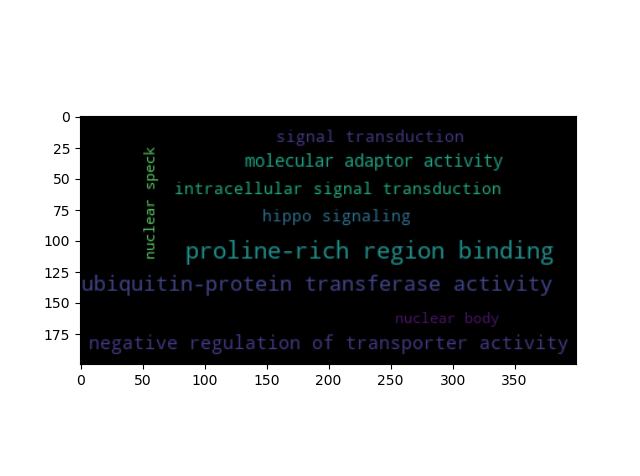 0
25
50
75
100
125
150
175
signal transduction
molecular adaptor activity
intracellular signal transduction
nuclear speck
hippo signaling
proline-rich region binding
ubiquitin-protein transferase activity
nuclear body
negative regulation of transporter activity
0 50 100 150 200 250 300 350